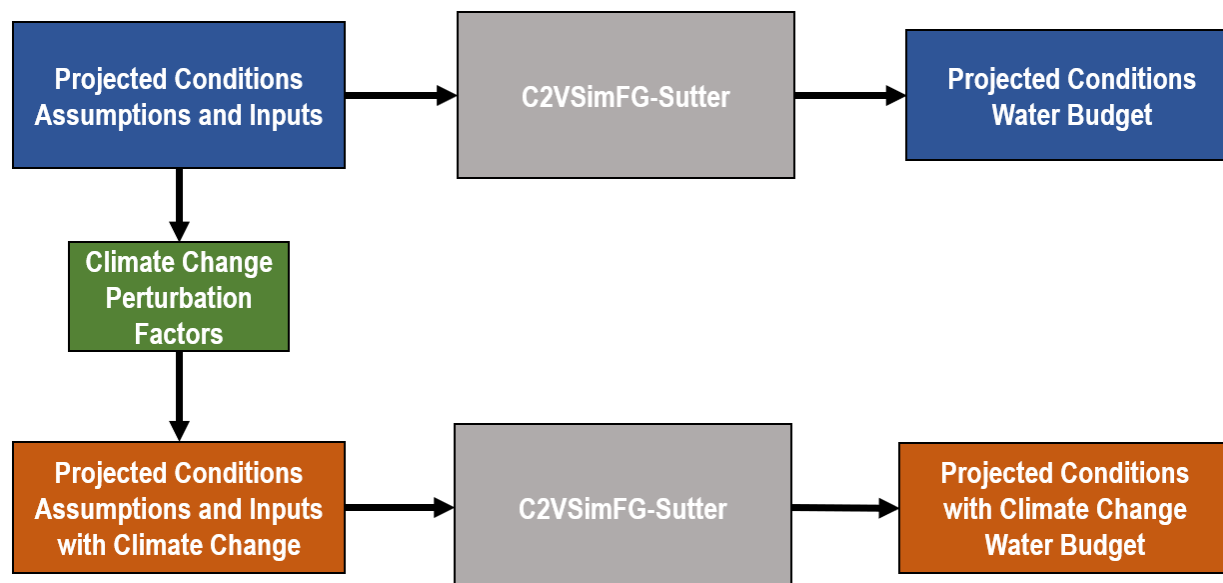 Projected Conditions
Assumptions and Inputs
C2VSimFG-Sutter
Projected Conditions
Water Budget
Climate Change
Perturbation
Factors
Projected Conditions
Assumptions and Inputs
with Climate Change
C2VSimFG-Sutter
Projected Conditions
with Climate Change
Water Budget